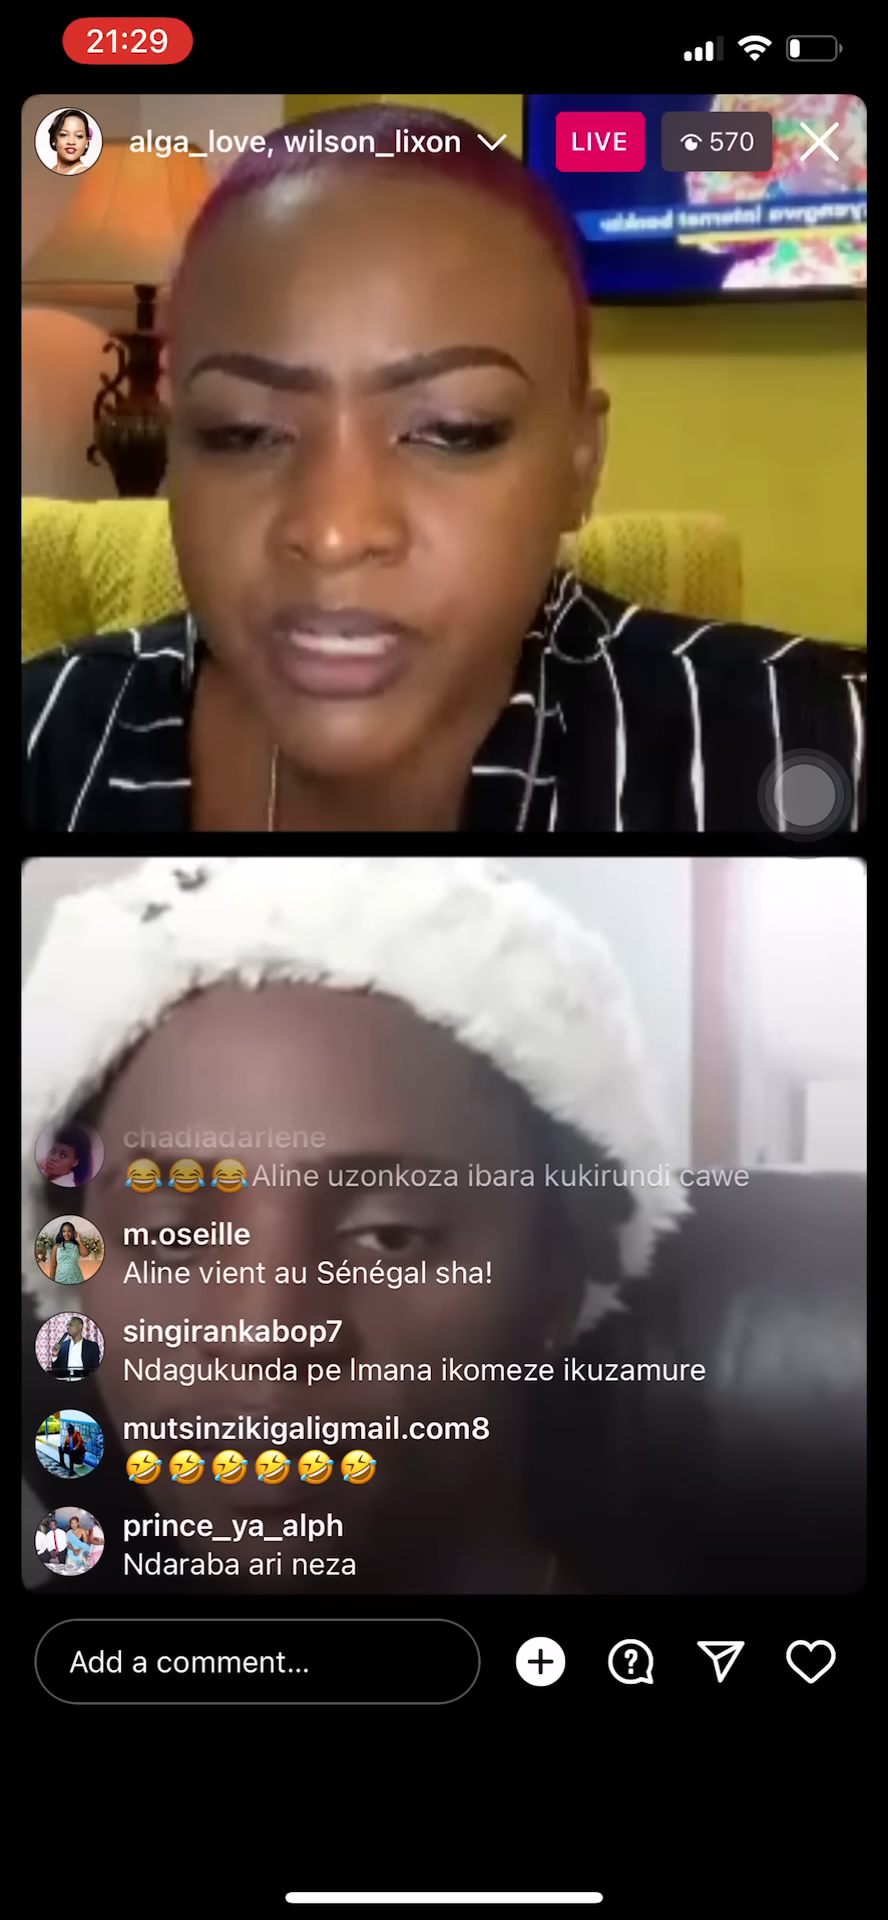 21:29
alga_love, wilson_lixon
LIVE
570
chadiadarlene
😂😂😂Aline uzonkoza ibara kukirundi cawe
m.oseille
Aline vient au Sénégal sha!
singirankabop7
Ndagukunda pe Imana ikomeze ikuzamure
mutsinzikigaligmail.com8
🤣🤣🤣🤣🤣🤣
prince_ya_alph
Ndaraba ari neza
Add a comment...